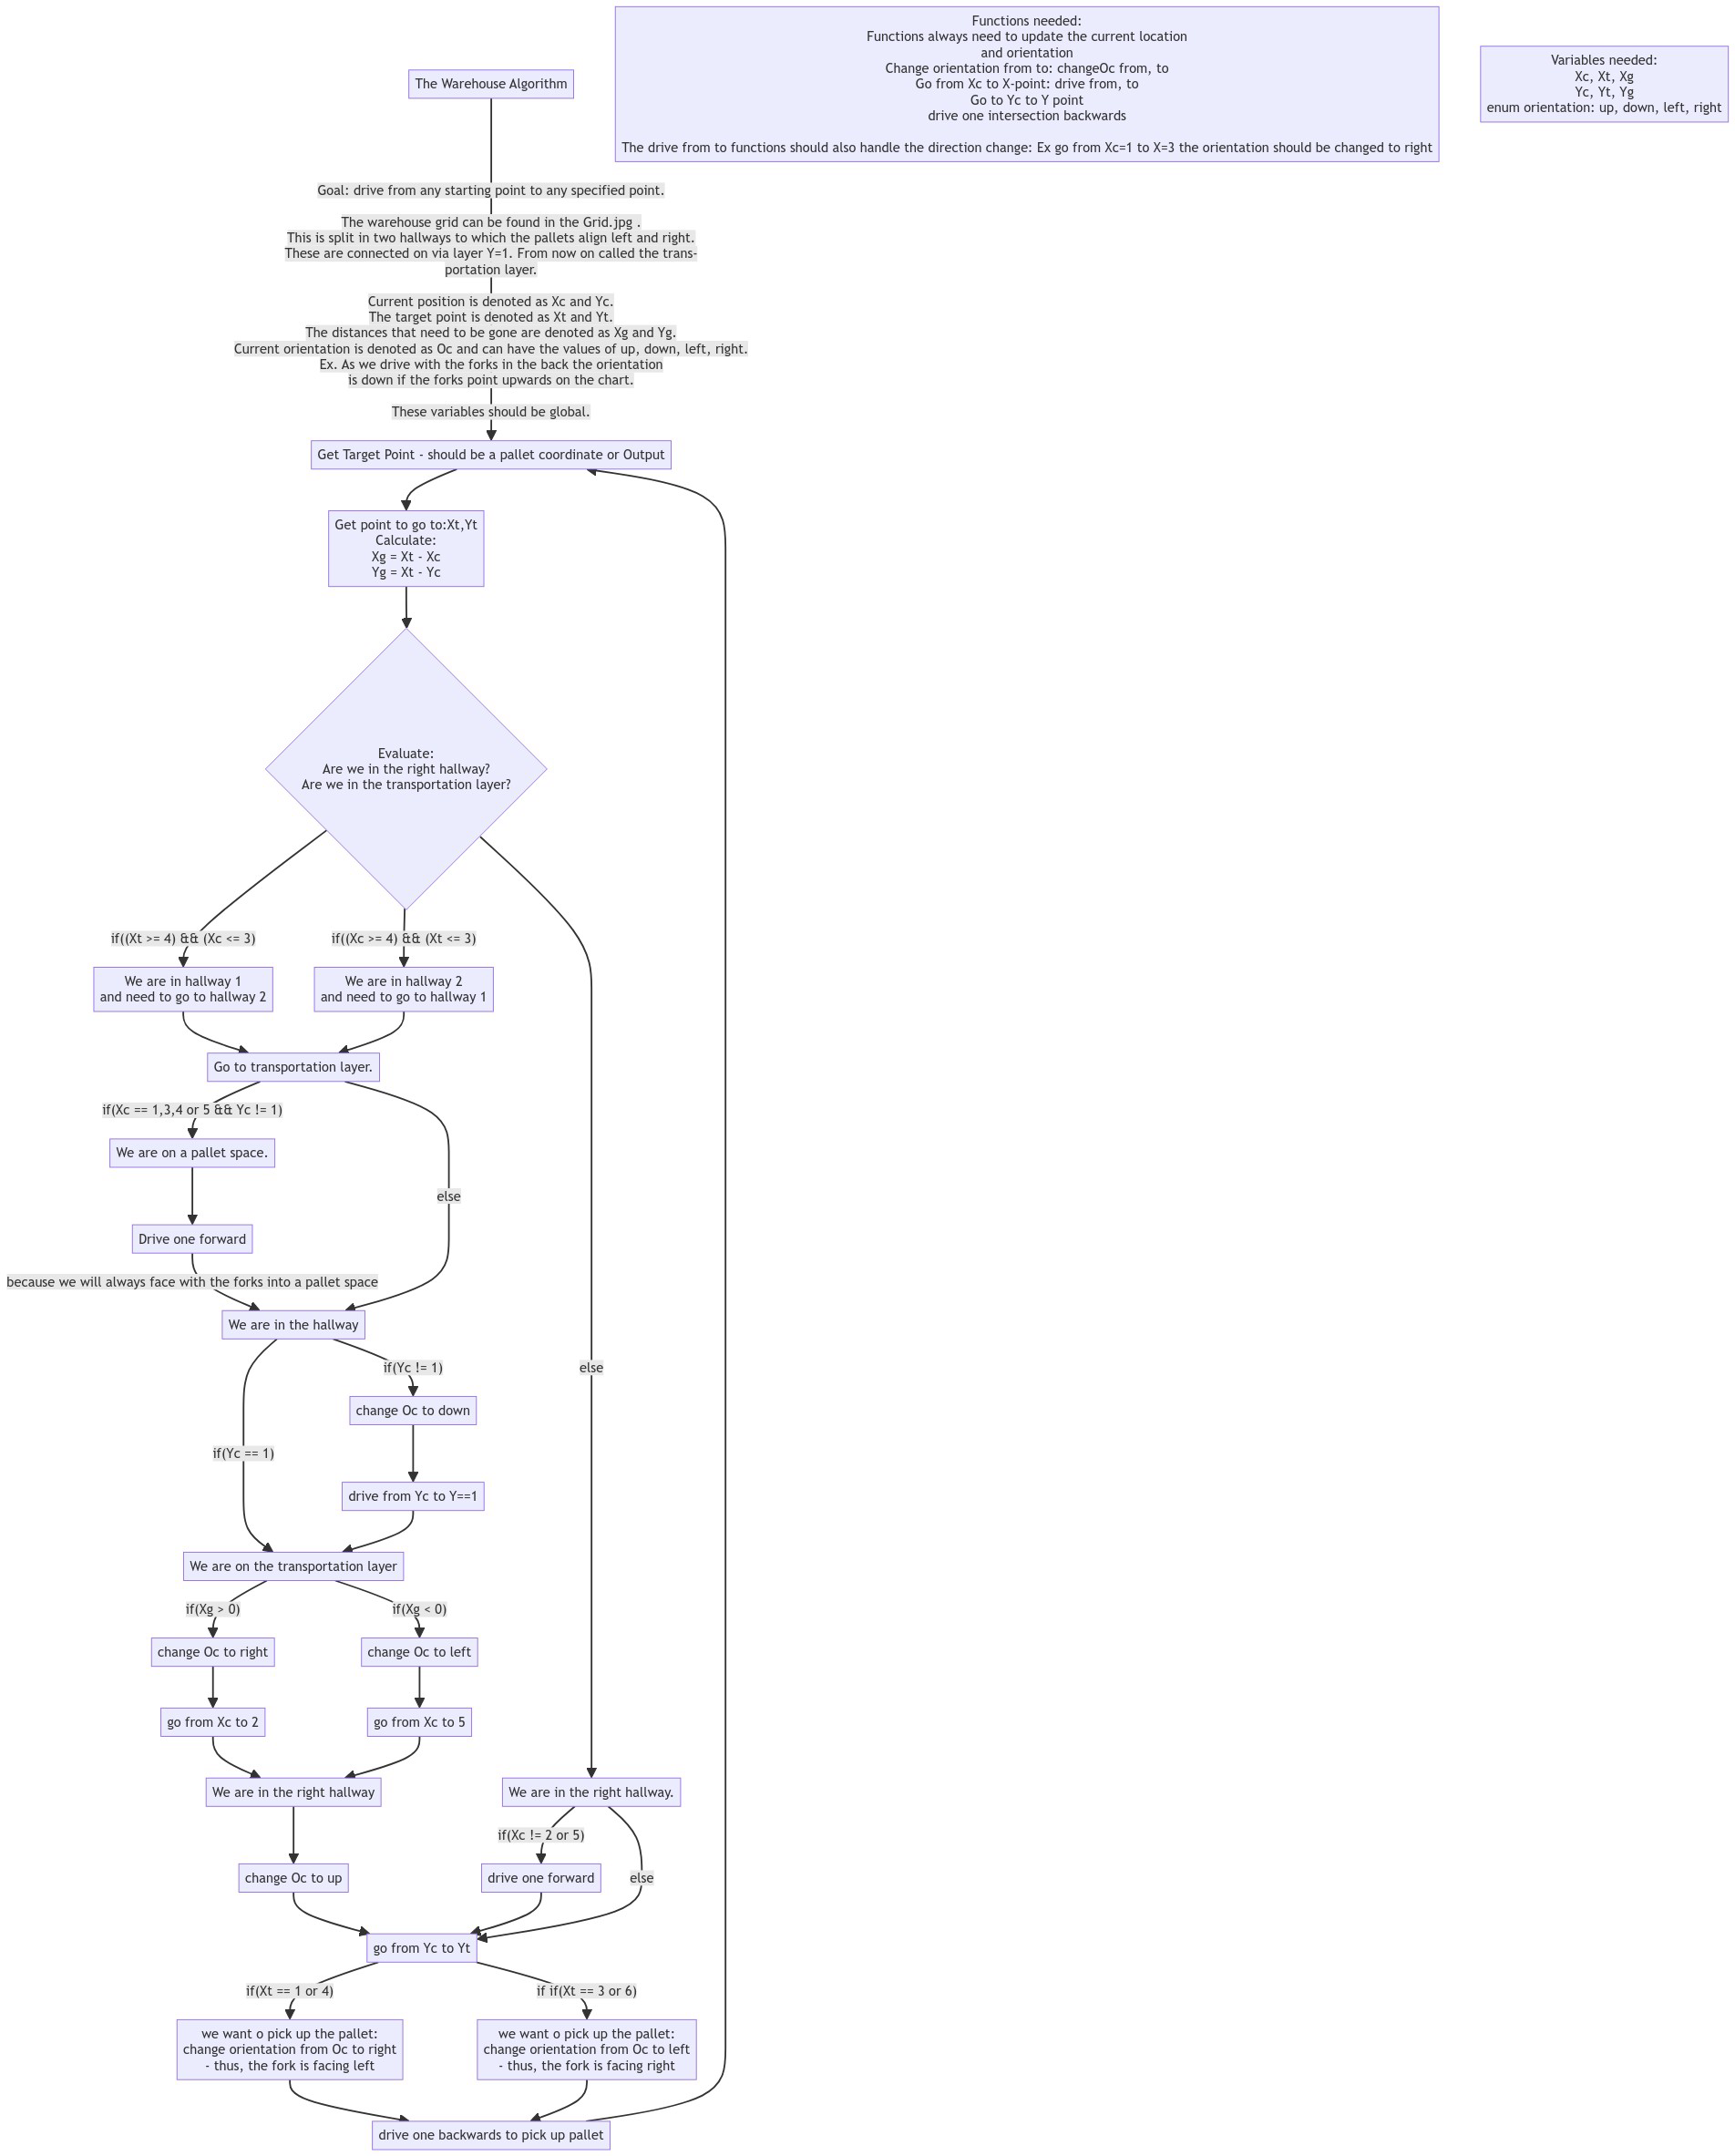 The Warehouse Algorithm
Functions needed:
Functions always need to update the current location
and orientation
Change orientation from to: changeOc from, to
Go from Xc to X-point: drive from, to
Go to Yc to Y point
drive one intersection backwards
The drive from to functions should also handle the direction change: Ex go from Xc=1 to X=3 the orientation should be changed to right
Variables needed:
Xc, Xt, Xg
Yc, Yt, Yg
enum orientation: up, down, left, right
Goal: drive from any starting point to any specified point.
The warehouse grid can be found in the Grid.jpg .
This is split in two hallways to which the pallets align left and right.
These are connected on via layer Y=1. From now on called the trans-
portation layer.
Current position is denoted as Xc and Yc.
The target point is denoted as Xt and Yt.
The distances that need to be gone are denoted as Xg and Yg.
Current orientation is denoted as Oc and can have the values of up, down, left, right.
Ex. As we drive with the forks in the back the orientation
is down if the forks point upwards on the chart.
These variables should be global.
Get Target Point - should be a pallet coordinate or Output
Get point to go to:Xt,Yt
Calculate:
Xg = Xt - Xc
Yg = Xt - Yc
Evaluate:
Are we in the right hallway?
Are we in the transportation layer?
if((Xt >= 4) && (Xc <= 3)
if((Xc >= 4) && (Xt <= 3)
We are in hallway 1
and need to go to hallway 2
We are in hallway 2
and need to go to hallway 1
Go to transportation layer.
if(Xc == 1,3,4 or 5 && Yc != 1)
We are on a pallet space.
else
Drive one forward
because we will always face with the forks into a pallet space
We are in the hallway
if(Yc != 1)
else
change Oc to down
if(Yc == 1)
drive from Yc to Y==1
We are on the transportation layer
if(Xg > 0)
if(Xg < 0)
change Oc to right
change Oc to left
go from Xc to 2
go from Xc to 5
We are in the right hallway
We are in the right hallway.
if(Xc != 2 or 5)
change Oc to up
drive one forward
else
go from Yc to Yt
if(Xt == 1 or 4)
if if(Xt == 3 or 6)
we want o pick up the pallet:
change orientation from Oc to right
- thus, the fork is facing left
we want o pick up the pallet:
change orientation from Oc to left
- thus, the fork is facing right
drive one backwards to pick up pallet